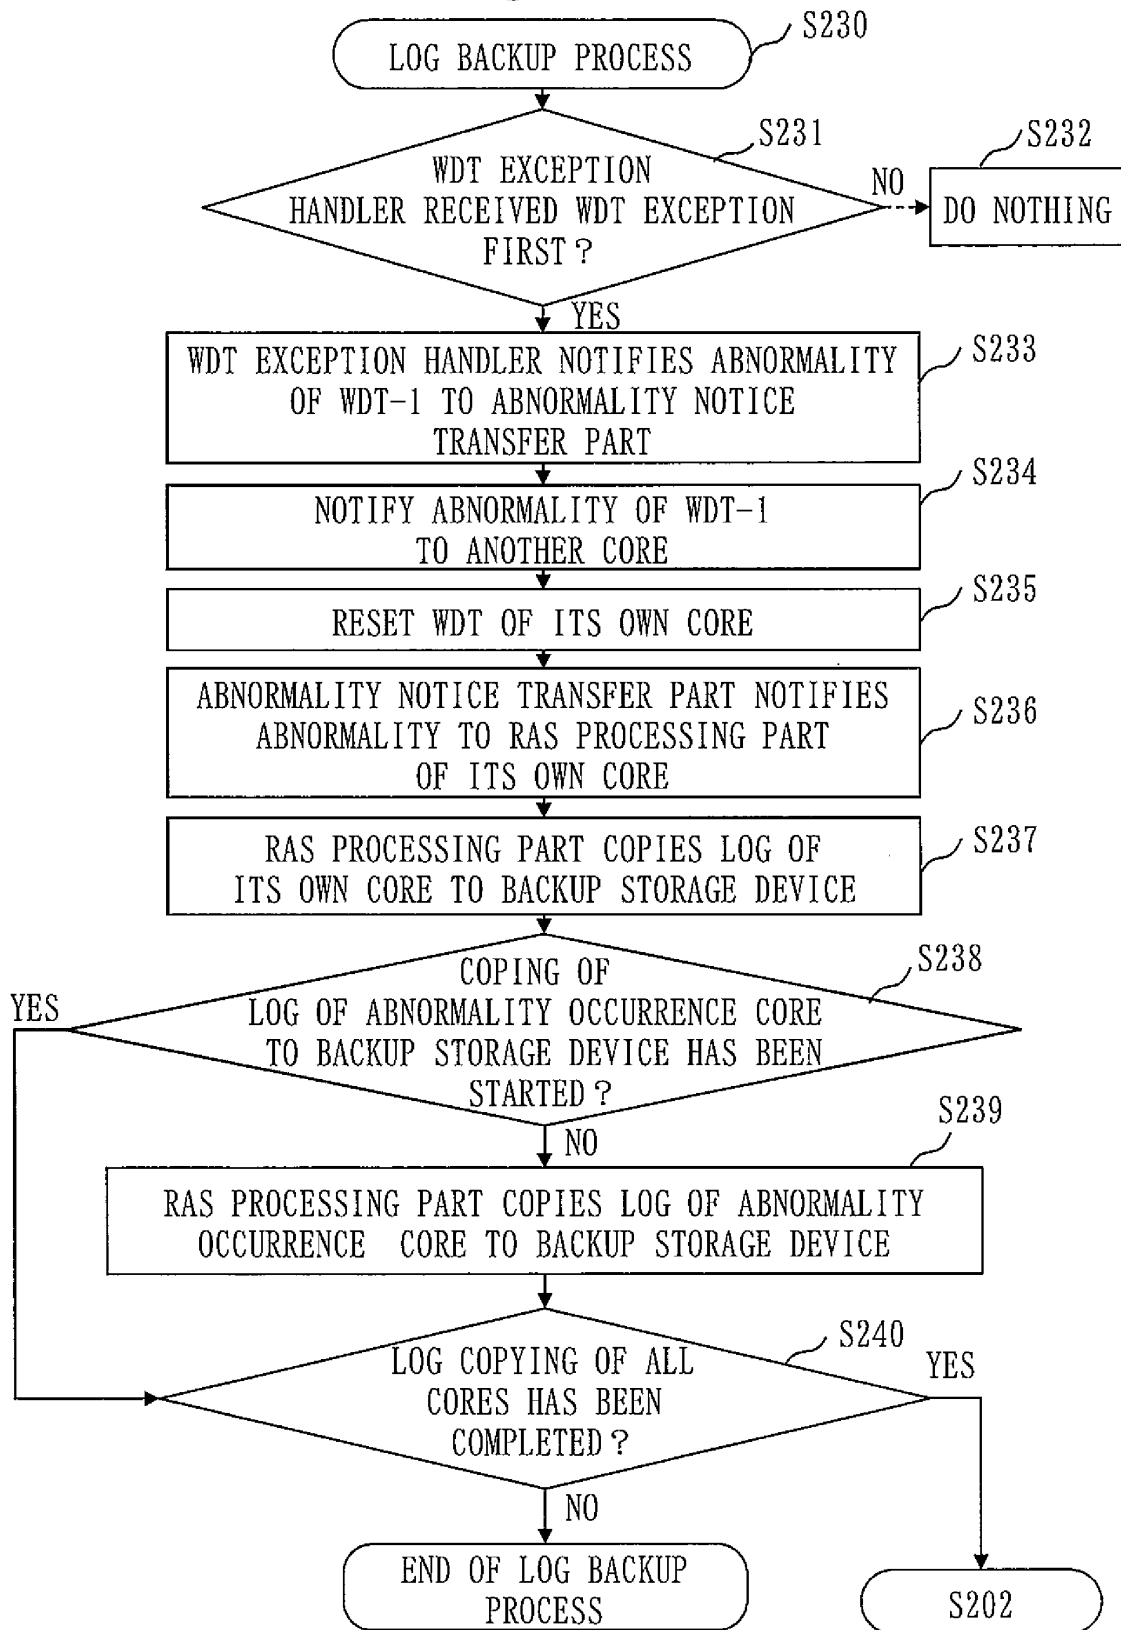 S230
LOG BACKUP PROCESS
S231
S232
WDT EXCEPTION
HANDLER RECEIVED WDT EXCEPTION
FIRST?
NO
DO NOTHING
YES
S233
WDT EXCEPTION HANDLER NOTIFIES ABNORMALITY
OF WDT-1 TO ABNORMALITY NOTICE
TRANSFER PART
S234
NOTIFY ABNORMALITY OF WDT-1
TO ANOTHER CORE
S235
RESET WDT OF ITS OWN CORE
S236
ABNORMALITY NOTICE TRANSFER PART NOTIFIES
ABNORMALITY TO RAS PROCESSING PART
OF ITS OWN CORE
S237
RAS PROCESSING PART COPIES LOG OF
ITS OWN CORE TO BACKUP STORAGE DEVICE
S238
YES
COPING OF
LOG OF ABNORMALITY OCCURRENCE CORE
TO BACKUP STORAGE DEVICE HAS BEEN
STARTED?
NO
S239
RAS PROCESSING PART COPIES LOG OF ABNORMALITY
OCCURRENCE CORE TO BACKUP STORAGE DEVICE
S240
LOG COPYING OF ALL
CORES HAS BEEN
COMPLETED?
YES
NO
END OF LOG BACKUP
PROCESS
S202